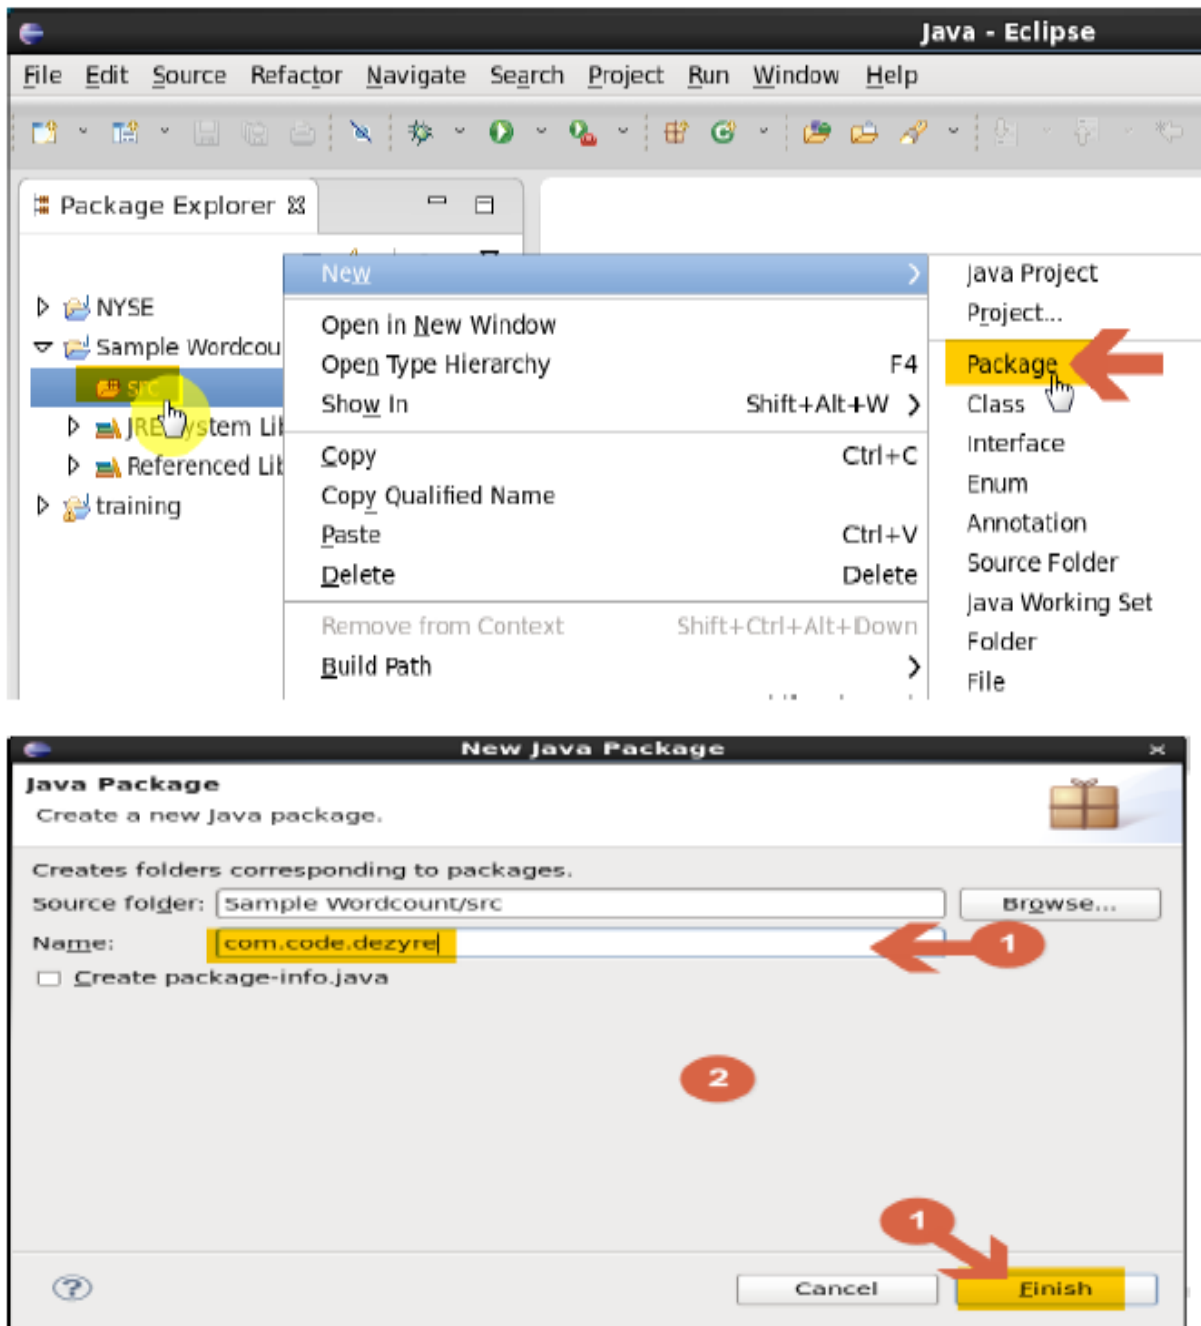 Java - Eclipse
File Edit Source Refactor Navigate Search Project Run Window Help
Package Explorer
NYSE
Sample Wordcou
src
JRE System Lib
Referenced Lib
training
New
Open in New Window
Open Type Hierarchy F4
Show In Shift+Alt+W
Copy Ctrl+C
Copy Qualified Name
Paste Ctrl+V
Delete Delete
Remove from Context Shift+Ctrl+Alt+Down
Build Path
Java Project
Project...
Package
Class
Interface
Enum
Annotation
Source Folder
Java Working Set
Folder
File
New Java Package
Java Package
Create a new Java package.
Creates folders corresponding to packages.
Source folder: Sample Wordcount/src Browse...
Name: com.code.dezyre 1
Create package-info.java
2
1
? Cancel Finish